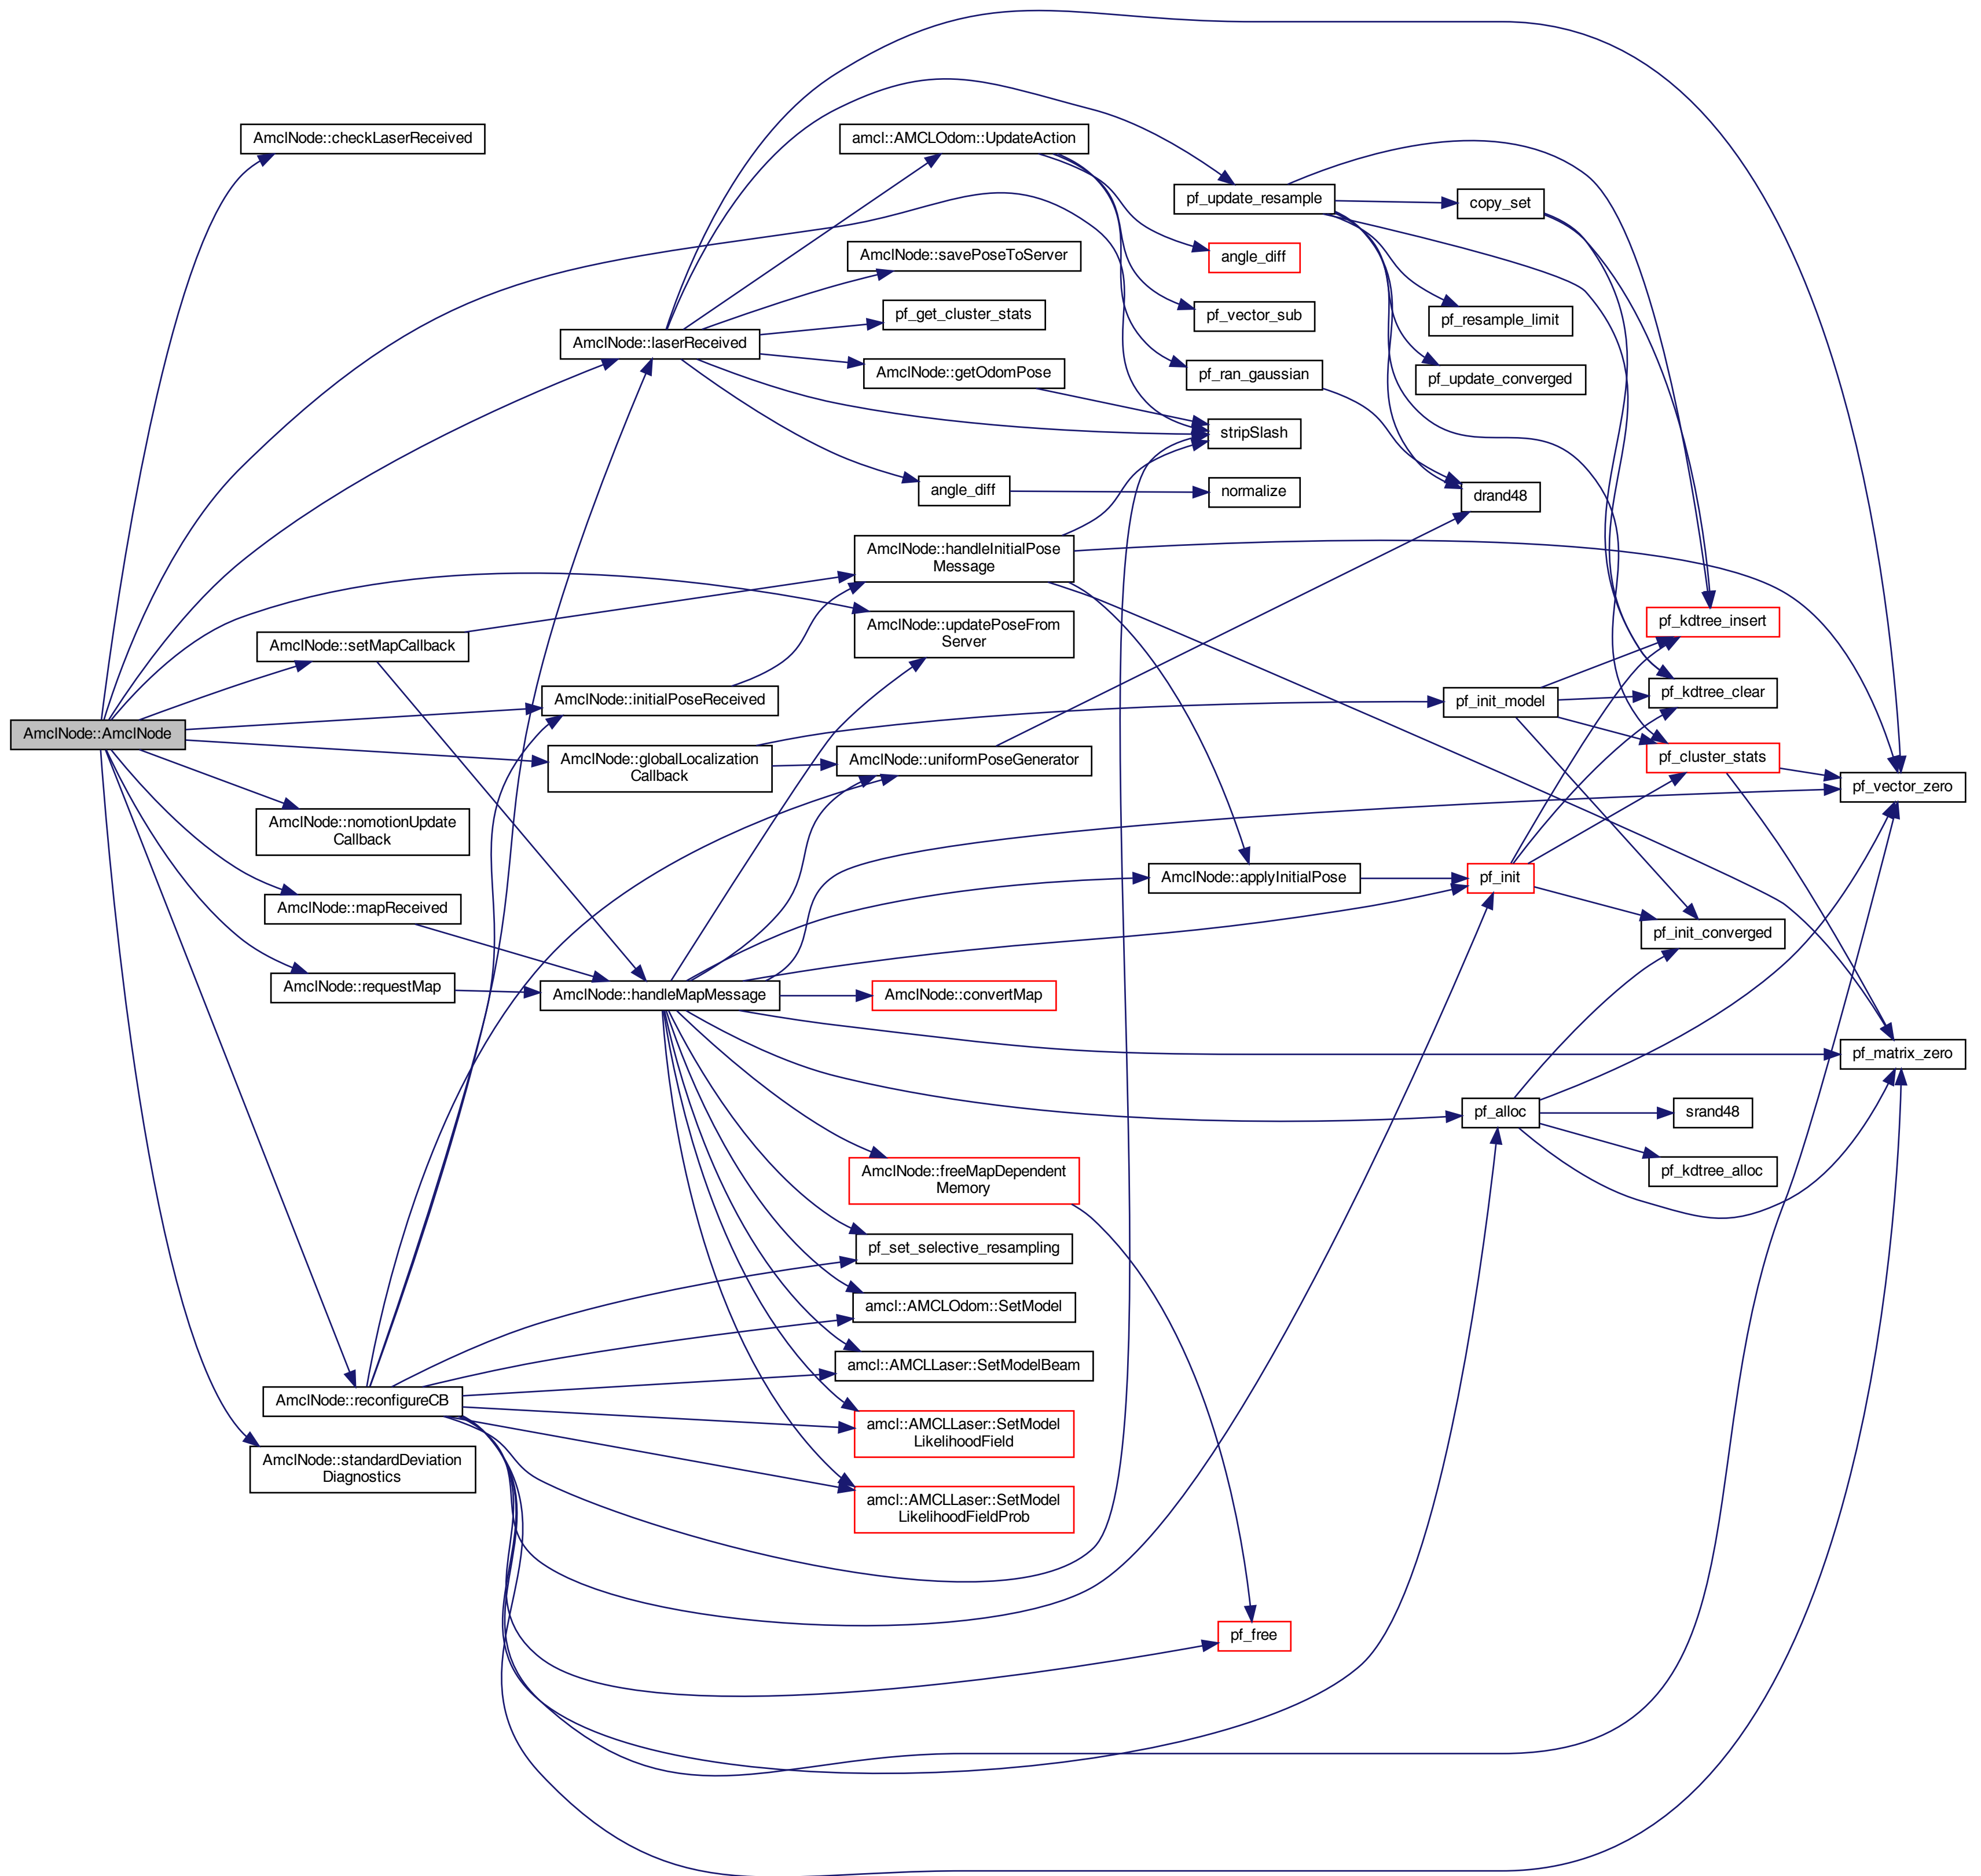 AmclNode::AmclNode
AmclNode::checkLaserReceived
AmclNode::laserReceived
amcl::AMCLOdom::UpdateAction
AmclNode::savePoseToServer
pf_get_cluster_stats
AmclNode::getOdomPose
angle_diff
pf_update_resample
angle_diff
pf_vector_sub
pf_ran_gaussian
stripSlash
normalize
copy_set
pf_resample_limit
pf_update_converged
drand48
AmclNode::setMapCallback
AmclNode::initialPoseReceived
AmclNode::globalLocalization
Callback
AmclNode::nomotionUpdate
Callback
AmclNode::mapReceived
AmclNode::requestMap
AmclNode::handleMapMessage
AmclNode::handleInitialPose
Message
AmclNode::updatePoseFrom
Server
AmclNode::uniformPoseGenerator
AmclNode::applyInitialPose
AmclNode::convertMap
pf_init_model
pf_init
pf_kdtree_insert
pf_kdtree_clear
pf_cluster_stats
pf_vector_zero
pf_init_converged
pf_matrix_zero
pf_alloc
srand48
pf_kdtree_alloc
AmclNode::freeMapDependent
Memory
pf_set_selective_resampling
amcl::AMCLOdom::SetModel
amcl::AMCLLaser::SetModelBeam
amcl::AMCLLaser::SetModel
LikelihoodField
amcl::AMCLLaser::SetModel
LikelihoodFieldProb
AmclNode::reconfigureCB
AmclNode::standardDeviation
Diagnostics
pf_free